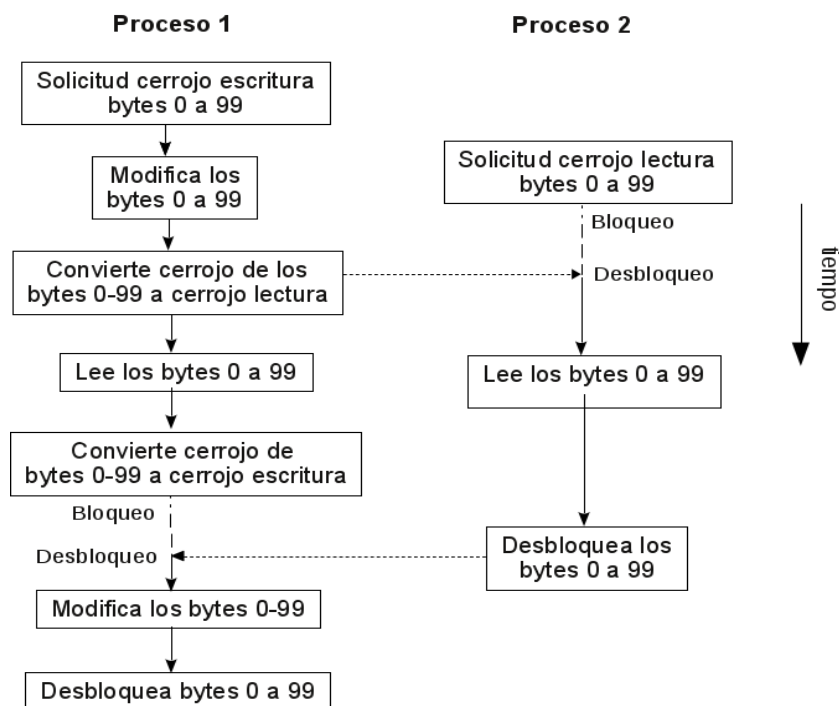 Proceso 1
Proceso 2
Solicitud cerrojo escritura
bytes 0 a 99
Solicitud cerrojo lectura
bytes 0 a 99
Modifica los
bytes 0 a 99
Bloqueo
Convierte cerrojo de los
bytes 0-99 a cerrojo lectura
Desbloqueo
tiempo
Lee los bytes 0 a 99
Lee los bytes 0 a 99
Convierte cerrojo de
bytes 0-99 a cerrojo escritura
Bloqueo
Desbloqueo
Desbloquea los
bytes 0 a 99
Modifica los bytes 0-99
Desbloquea bytes 0 a 99